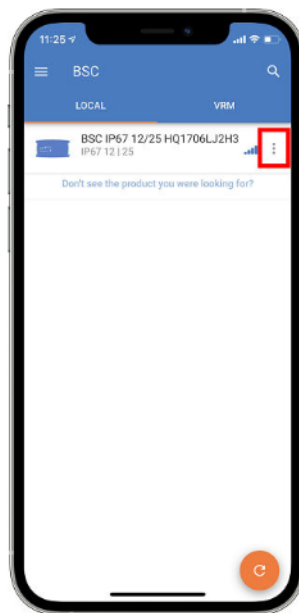 11:25
BSC
LOCAL VRM
BSC IP67 12/25 HQ1706LJ2H3
IP67 12 | 25
Don't see the product you were looking for?